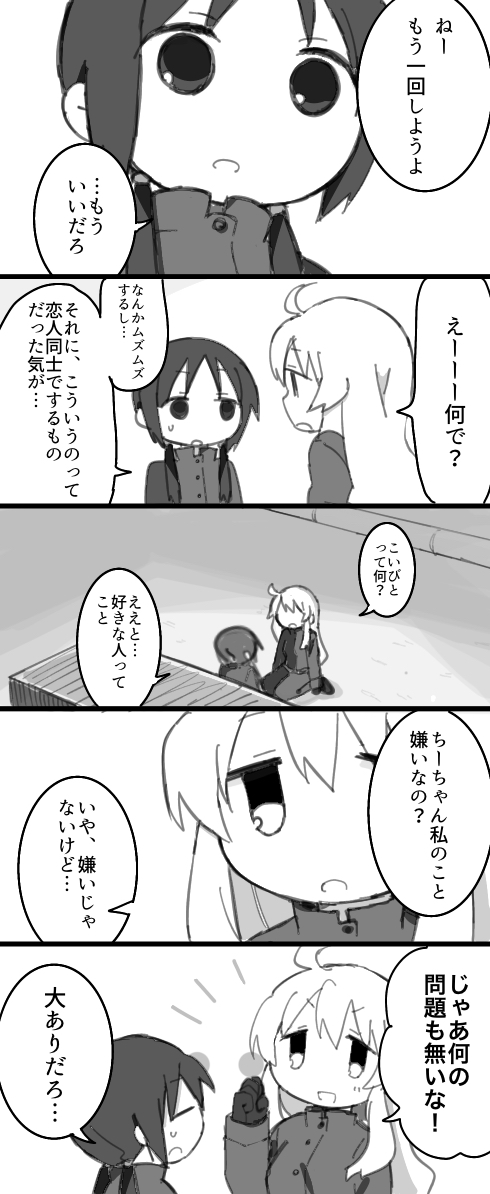 ねー
もう一回しようよ
…もう
いいだろ
えーーー何で？
なんかムズムズ
するし…
それに、こういうのって
恋人同士でするもの
だった気が…
こいびと
って何？
ええと…
好きな人って
こと
ちーちゃん私のこと
嫌いなの？
いや、嫌いじゃ
ないけど…
じゃあ何の
問題も無いな！
大ありだろ…